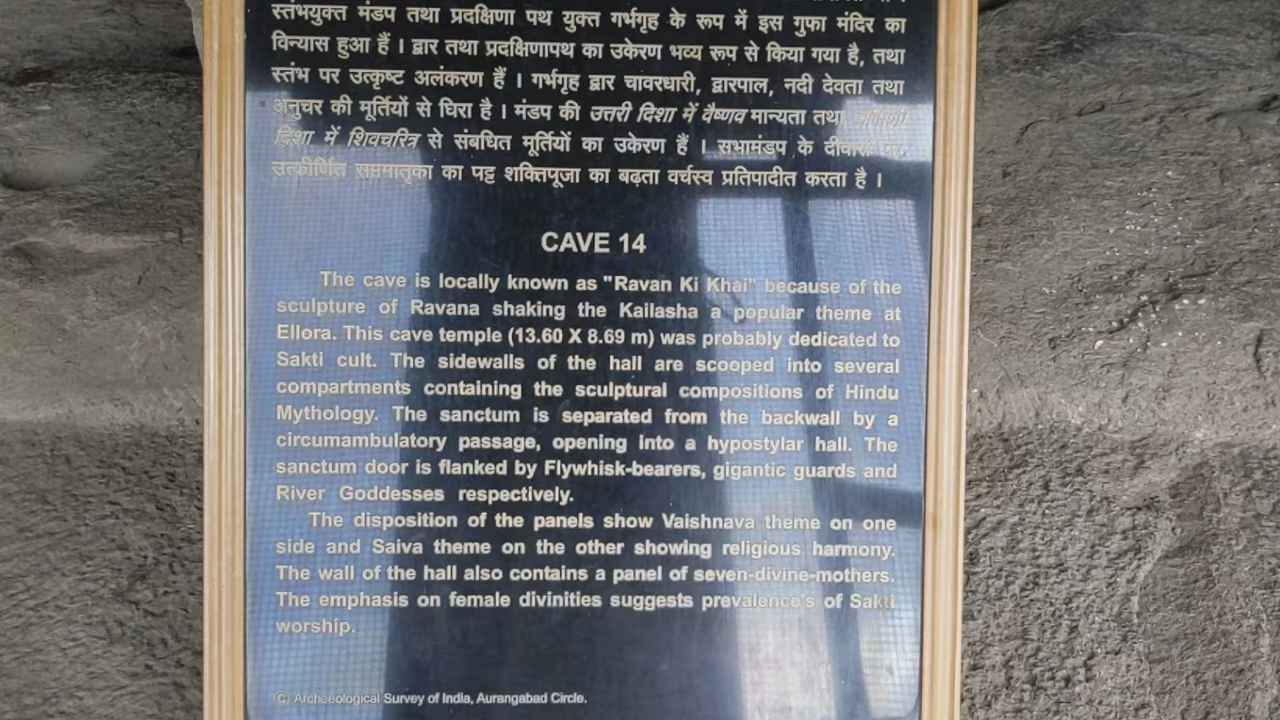 स्तंभयुक्त मंडप तथा प्रदक्षिणा पथ युक्त गर्भगृह के रूप में इस गुफा मंदिर का
विन्यास हुआ हैं । द्वार तथा प्रदक्षिणापथ का उकेरण भव्य रूप से किया गया है, तथा
स्तंभ पर उत्कृष्ट अलंकरण हैं । गर्भगृह द्वार चावरधारी, द्वारपाल, नदी देवता तथा
अनुचर की मूर्तियों से घिरा है । मंडप की उत्तरी दिशा में वैष्णव मान्यता तथा
दिशा में शिवचरित्र से संबधित मूर्तियों का उकेरण हैं । सभामंडप के दीवारों पर
उत्कीर्णित सप्तमातृका का पट्ट शक्तिपूजा का बढ़ता वर्चस्व प्रतिपादीत करता है ।
CAVE 14
The cave is locally known as "Ravan Ki Khai" because of the
sculpture of Ravana shaking the Kailasha a popular theme at
Ellora. This cave temple (13.60 X 8.69 m) was probably dedicated to
Sakti cult. The sidewalls of the hall are scooped into several
compartments containing the sculptural compositions of Hindu
Mythology. The sanctum is separated from the backwall by a
circumambulatory passage, opening into a hypostylar hall. The
sanctum door is flanked by Flywhisk-bearers, gigantic guards and
River Goddesses respectively.
The disposition of the panels show Vaishnava theme on one
side and Saiva theme on the other showing religious harmony.
The wall of the hall also contains a panel of seven-divine-mothers.
The emphasis on female divinities suggests prevalence's of Sakti
worship.
© Archaeological Survey of India, Aurangabad Circle.